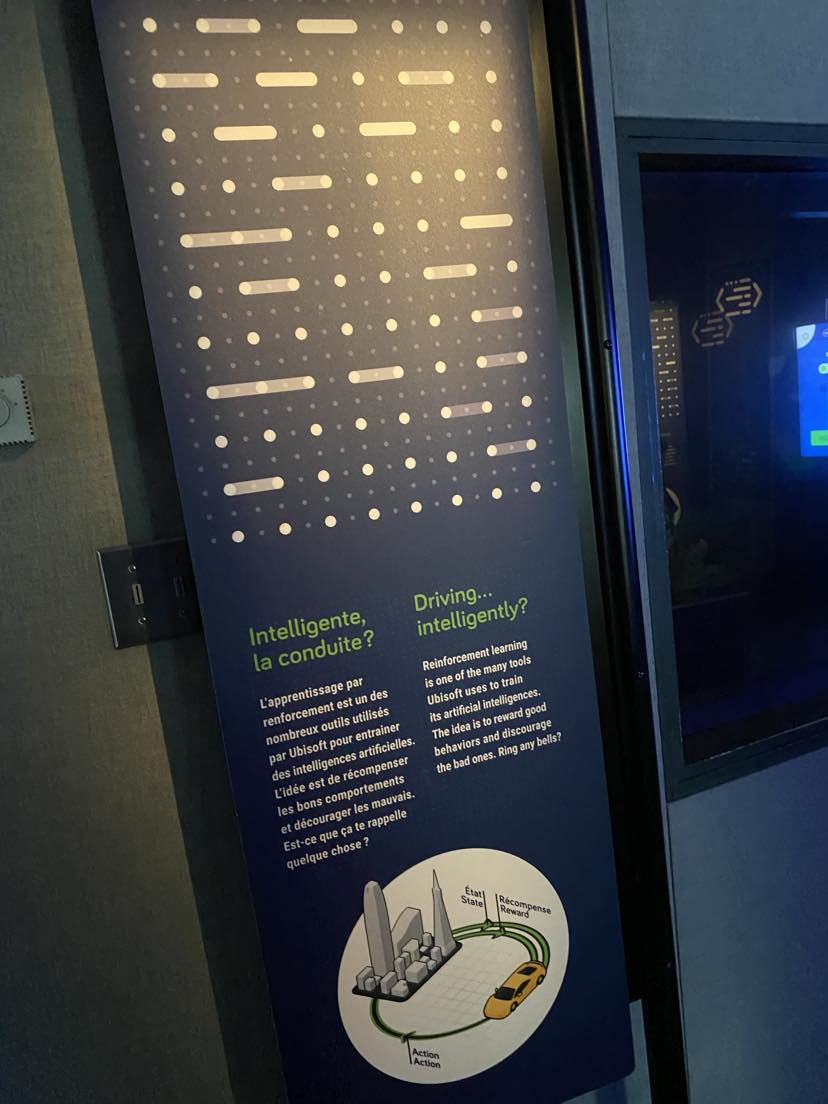 Intelligente,
la conduite ?
L'apprentissage par
renforcement est un des
nombreux outils utilisés
par Ubisoft pour entrainer
des intelligences artificielles.
L'idée est de récompenser
les bons comportements
et décourager les mauvais.
Est-ce que ça te rappelle
quelque chose ?
Driving...
intelligently?
Reinforcement learning
is one of the many tools
Ubisoft uses to train
its artificial intelligences.
The idea is to reward good
behaviors and discourage
the bad ones. Ring any bells?
État
State
Récompense
Reward
Action
Action